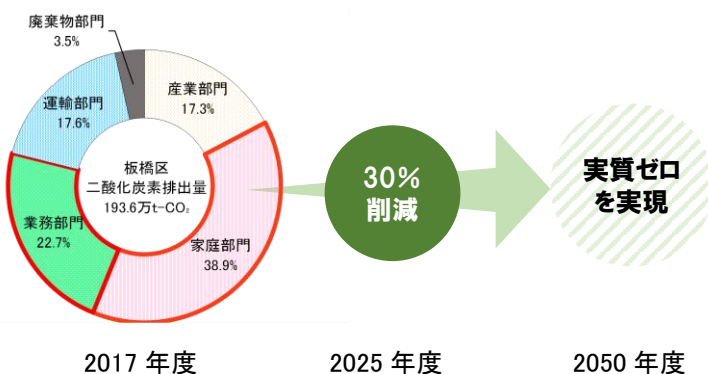 廃棄物部門
3.5%
産業部門
17.3%
運輸部門
17.6%
板橋区
二酸化炭素排出量
193.6万t-CO₂
業務部門
22.7%
家庭部門
38.9%
30%
削減
実質ゼロ
を実現
2017 年度
2025 年度
2050 年度